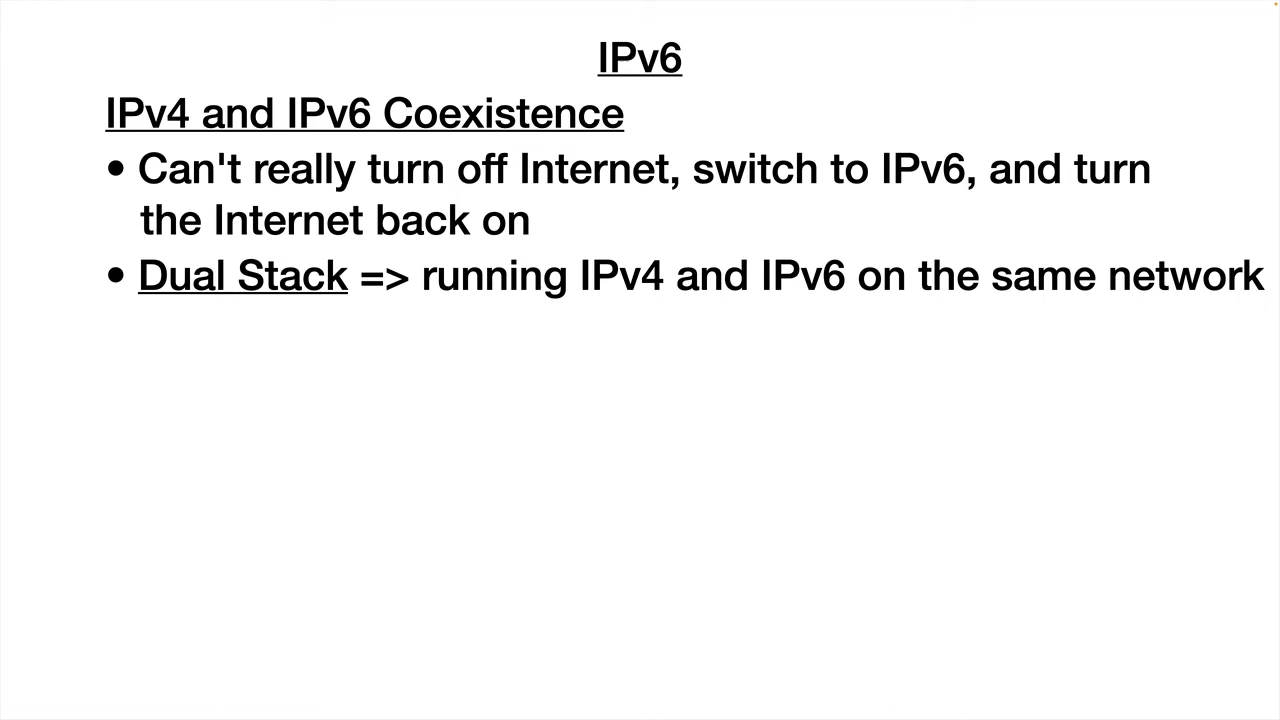 IPv6
IPv4 and IPv6 Coexistence
• Can't really turn off Internet, switch to IPv6, and turn
the Internet back on
• Dual Stack => running IPv4 and IPv6 on the same network